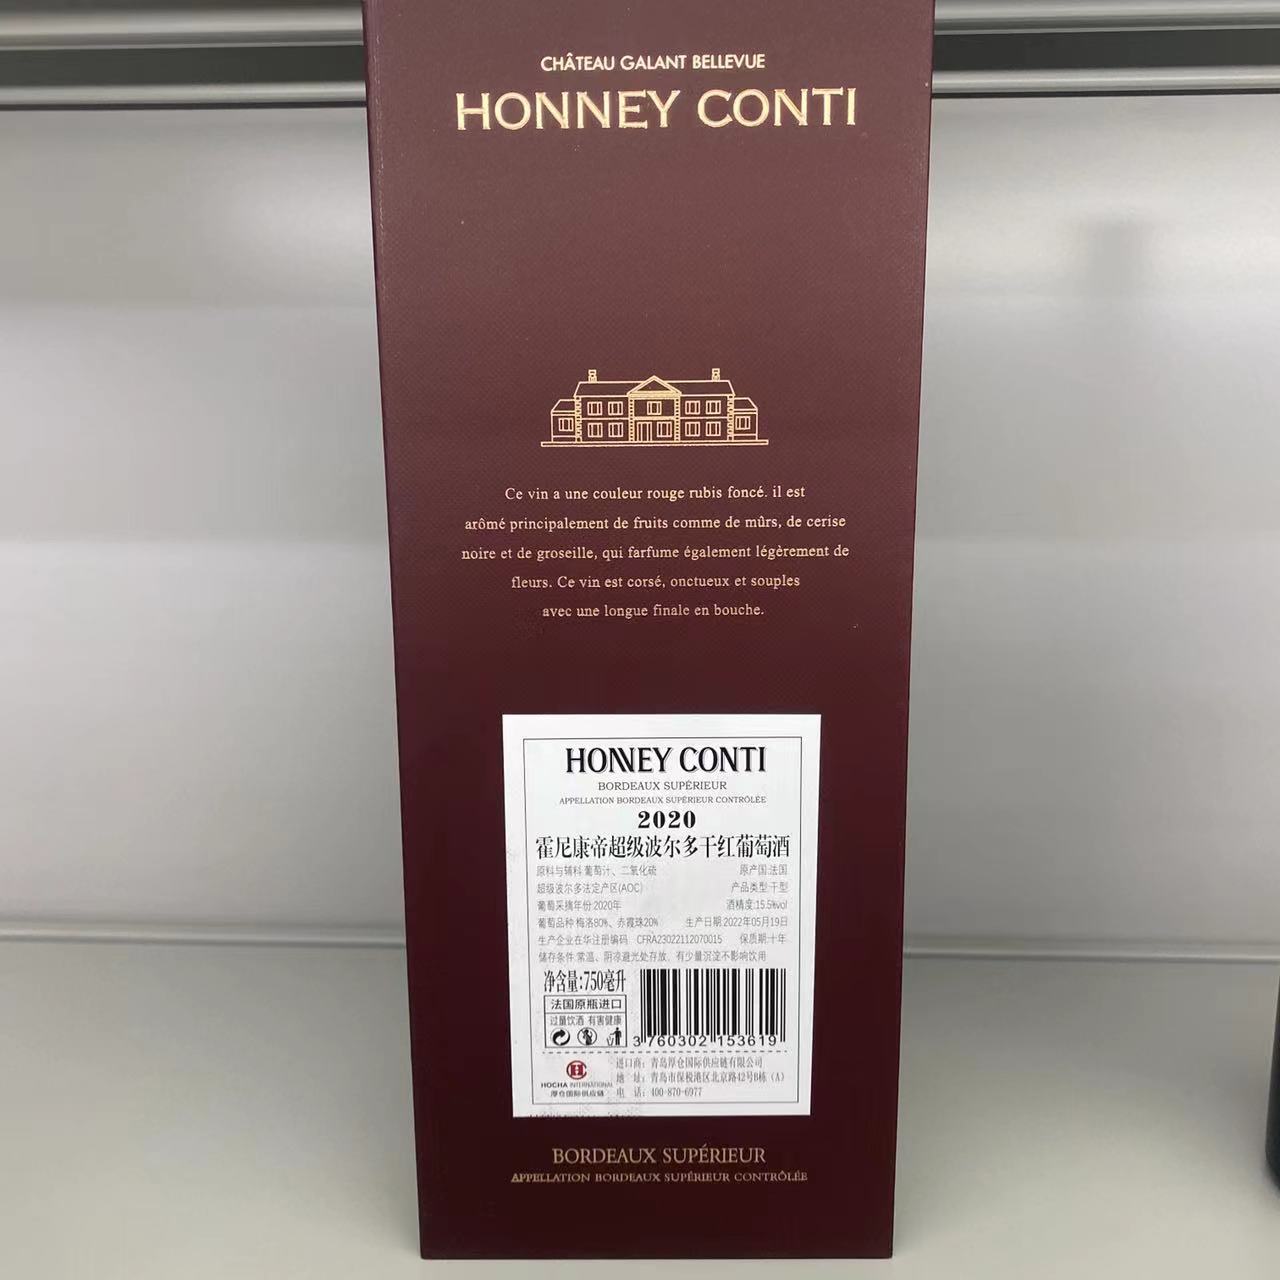 CHÂTEAU GALANT BELLEVUE
HONNEY CONTI
Ce vin a une couleur rouge rubis foncé. il est
arômé principalement de fruits comme de mûrs, de cerise
noire et de groseille, qui farfume également légèrement de
fleurs. Ce vin est corsé, onctueux et souples
avec une longue finale en bouche.
HONNEY CONTI
BORDEAUX SUPÉRIEUR
APPELLATION BORDEAUX SUPÉRIEUR CONTRÔLÉE
2020
霍尼康帝超级波尔多干红葡萄酒
原料与辅料:葡萄汁、二氧化硫 原产国:法国
超级波尔多法定产区(AOC) 产品类型:干型
葡萄采摘年份:2020年 酒精度:15.5%vol
葡萄品种:梅洛80%、赤霞珠20% 生产日期:2022年05月19日
生产企业在华注册编码 CFRA23022112070015 保质期:十年
储存条件:常温、阴凉避光处存放，有少量沉淀不影响饮用
净含量:750毫升
法国原瓶进口
过量饮酒 有害健康
3 760302 153619
HC
HOCHA INTERNATIONAL
厚仓国际供应链
进口商：青岛厚仓国际供应链有限公司
地 址：青岛市保税港区北京路42号B栋（A）
电 话：400-870-6977
BORDEAUX SUPÉRIEUR
APPELLATION BORDEAUX SUPÉRIEUR CONTRÔLÉE